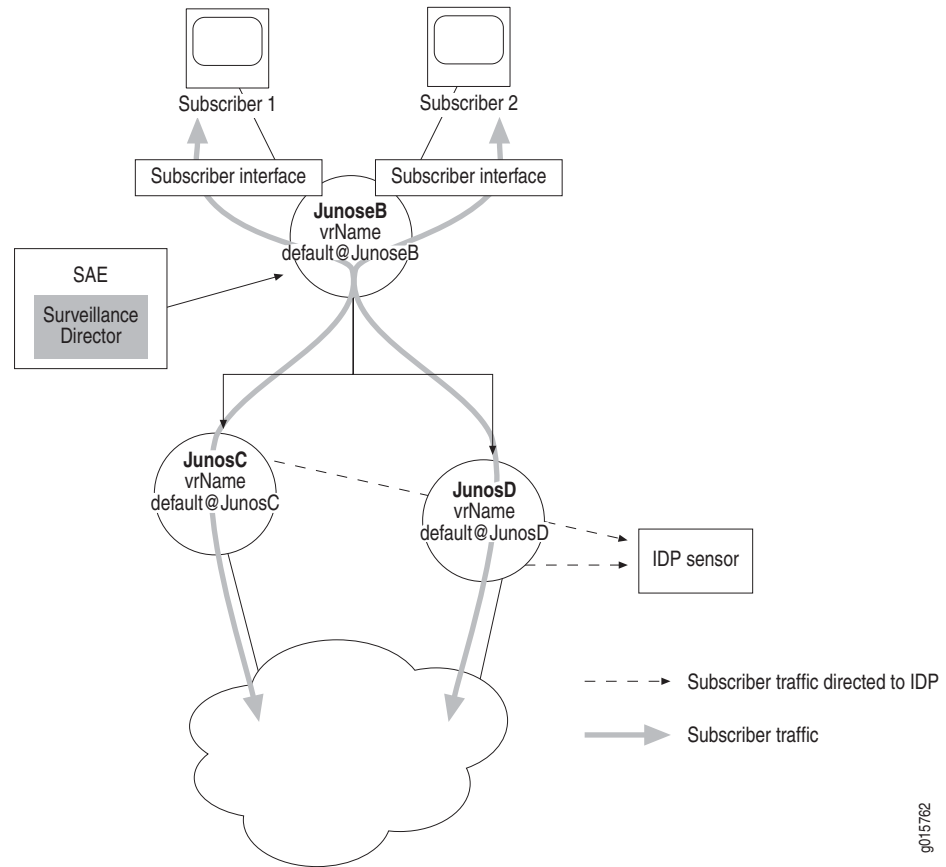 Subscriber 1
Subscriber 2
Subscriber interface
Subscriber interface
JunoseB
vrName
default@JunoseB
SAE
Surveillance
Director
JunosC
vrName
default@JunosC
JunosD
vrName
default@JunosD
IDP sensor
Subscriber traffic directed to IDP
Subscriber traffic
g015762